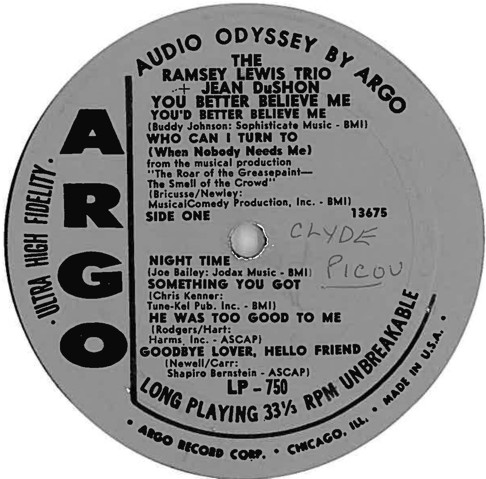 AUDIO ODYSSEY BY ARGO
ARGO
· ULTRA HIGH FIDELITY ·
THE
RAMSEY LEWIS TRIO
+ JEAN DuSHON
YOU BETTER BELIEVE ME
YOU'D BETTER BELIEVE ME
(Buddy Johnson: Sophisticate Music - BMI)
WHO CAN I TURN TO
(When Nobody Needs Me)
from the musical production
"The Roar of the Greasepaint—
The Smell of the Crowd"
(Bricusse/Newley:
MusicalComedy Production, Inc. - BMI)
SIDE ONE 13675
CLYDE
PICOU
NIGHT TIME
(Joe Bailey: Jodax Music - BMI)
SOMETHING YOU GOT
(Chris Kenner:
Tune-Kel Pub. Inc. - BMI)
HE WAS TOO GOOD TO ME
(Rodgers/Hart:
Harms, Inc. - ASCAP)
GOODBYE LOVER, HELLO FRIEND
(Newell/Carr:
Shapiro Bernstein - ASCAP)
LP - 750
LONG PLAYING 33⅓ RPM UNBREAKABLE
· ARGO RECORD CORP. · CHICAGO, ILL. · MADE IN U.S.A. ·